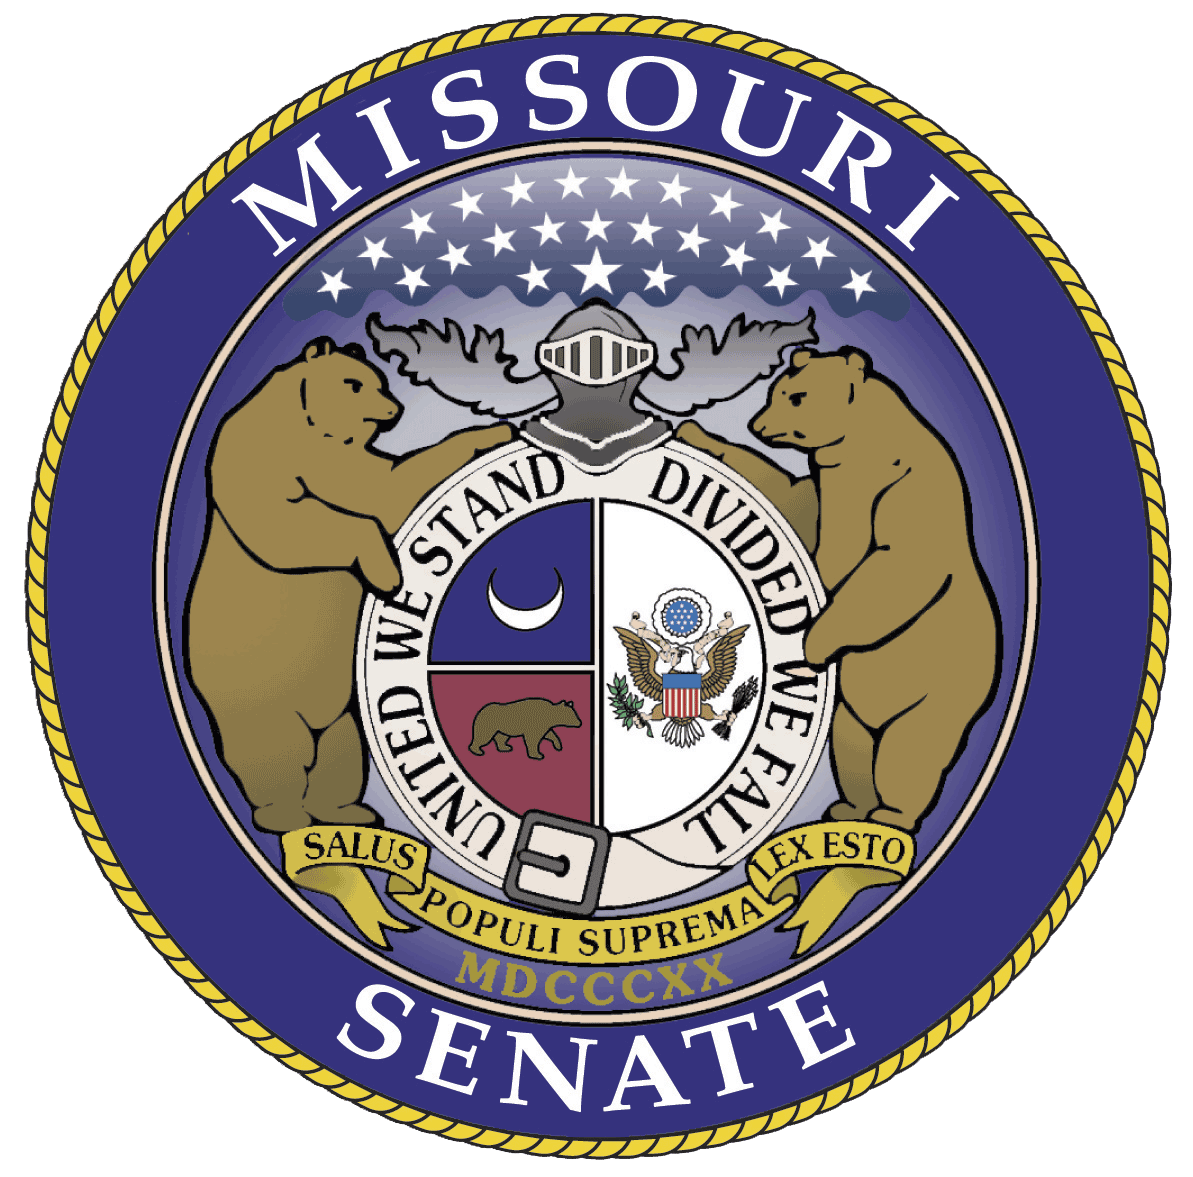 MISSOURI
UNITED WE STAND DIVIDED WE FALL
SALUS POPULI SUPREMA LEX ESTO
MDCCCXX
SENATE